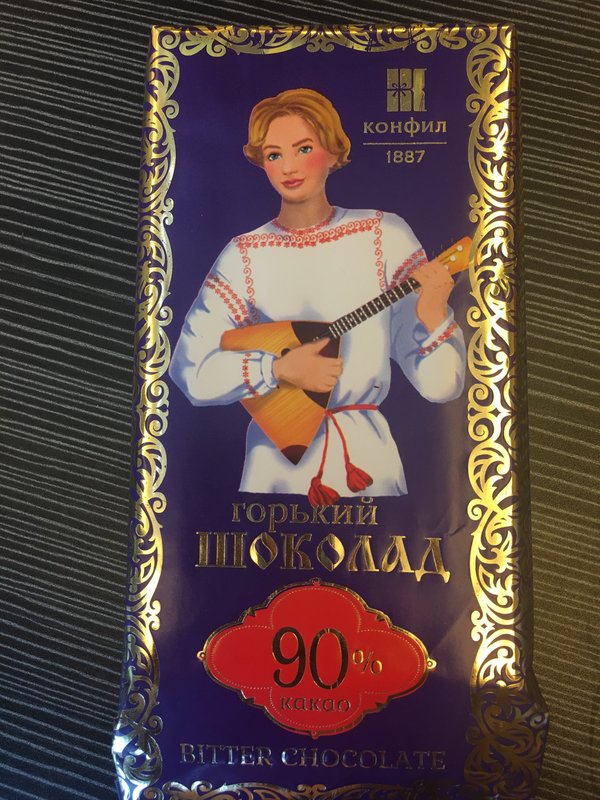 КОНФИЛ
1887
горький
ШОКОЛАД
90%
какао
BITTER CHOCOLATE